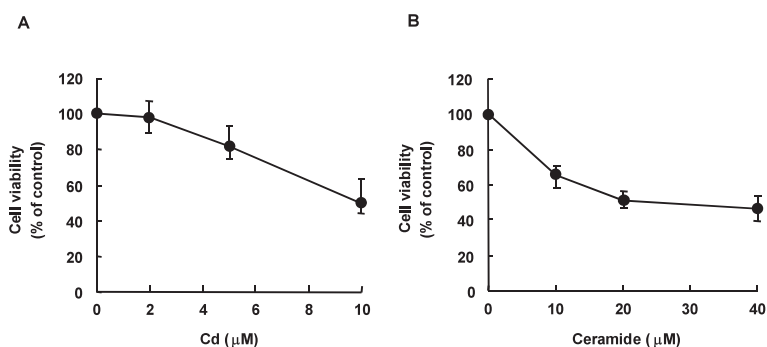 A
120
100
80
60
40
20
0
Cell viability
(% of control)
0 2 4 6 8 10
Cd (μM)
B
120
100
80
60
40
20
0
Cell viability
(% of control)
0 10 20 30 40
Ceramide (μM)